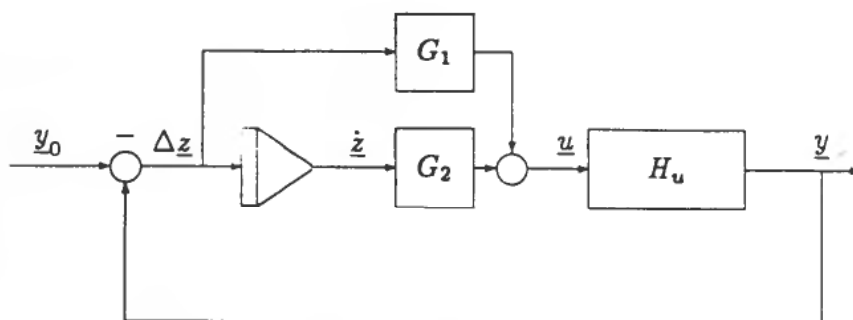 G₁
y₀ − Δz ż G₂ u Hᵤ y